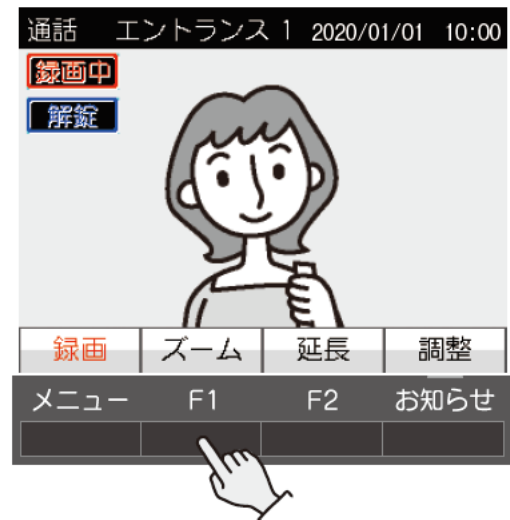 通話 エントランス 1 2020/01/01 10:00
録画中
解錠
録画 ズーム 延長 調整
メニュー F1 F2 お知らせ